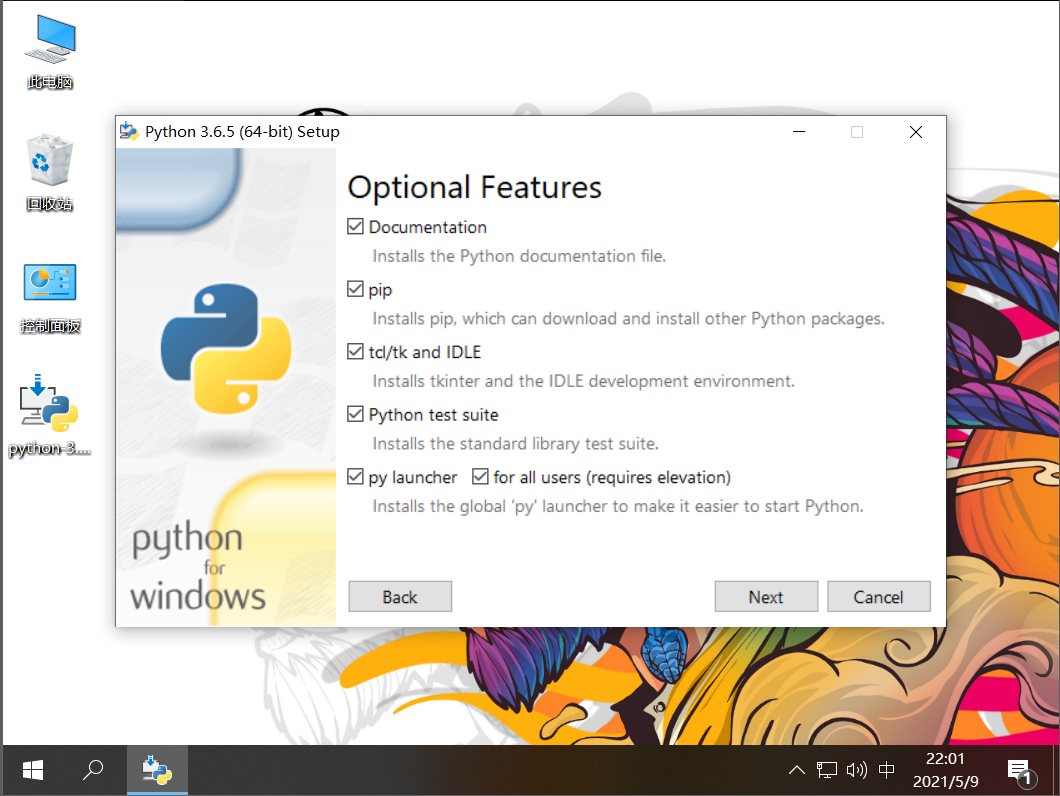 此电脑
回收站
控制面板
python-3....
Python 3.6.5 (64-bit) Setup
Optional Features
Documentation
Installs the Python documentation file.
pip
Installs pip, which can download and install other Python packages.
tcl/tk and IDLE
Installs tkinter and the IDLE development environment.
Python test suite
Installs the standard library test suite.
py launcher for all users (requires elevation)
Installs the global 'py' launcher to make it easier to start Python.
python
for
windows
Back Next Cancel
中
22:01
2021/5/9
1